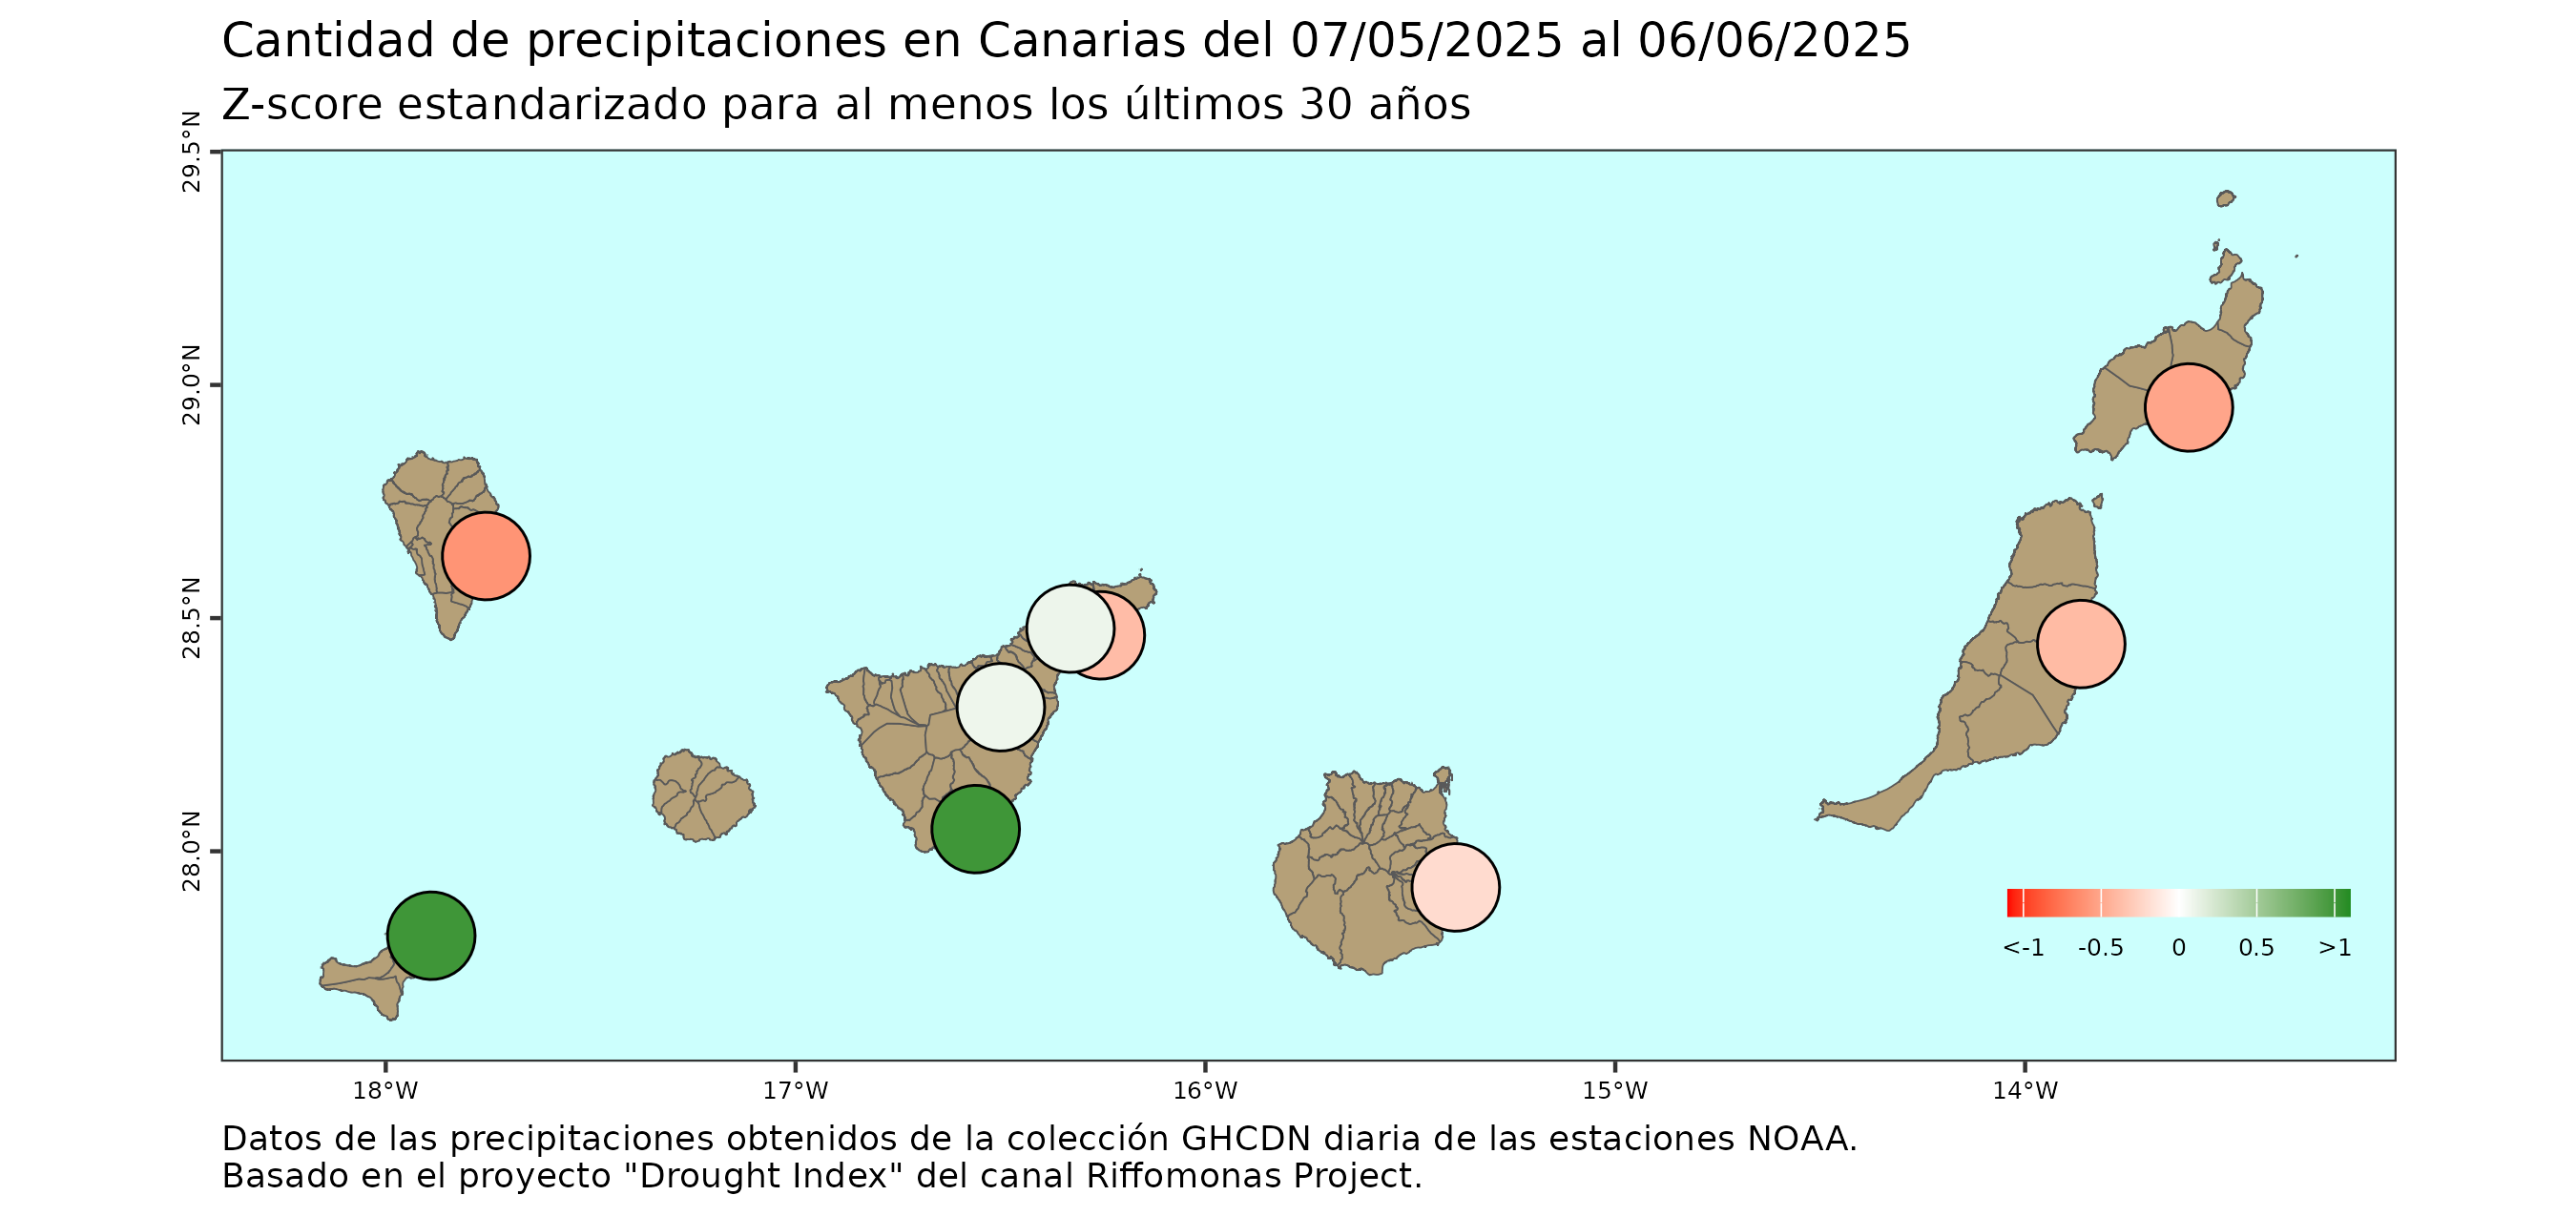 Cantidad de precipitaciones en Canarias del 07/05/2025 al 06/06/2025
Z-score estandarizado para al menos los últimos 30 años
29.5°N
29.0°N
28.5°N
28.0°N
<-1 -0.5 0 0.5 >1
18°W 17°W 16°W 15°W 14°W
Datos de las precipitaciones obtenidos de la colección GHCDN diaria de las estaciones NOAA.
Basado en el proyecto "Drought Index" del canal Riffomonas Project.